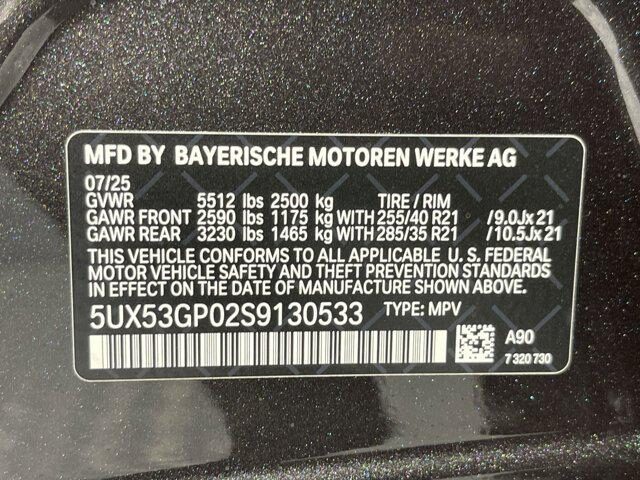 MFD BY BAYERISCHE MOTOREN WERKE AG
07/25
GVWR 5512 lbs 2500 kg TIRE / RIM
GAWR FRONT 2590 lbs 1175 kg WITH 255/40 R21 /9.0Jx21
GAWR REAR 3230 lbs 1465 kg WITH 285/35 R21 /10.5Jx21
THIS VEHICLE CONFORMS TO ALL APPLICABLE U. S. FEDERAL
MOTOR VEHICLE SAFETY AND THEFT PREVENTION STANDARDS
IN EFFECT ON THE DATE OF MANUFACTURE SHOWN ABOVE.
5UX53GP02S9130533 TYPE: MPV
A90
7 320 730